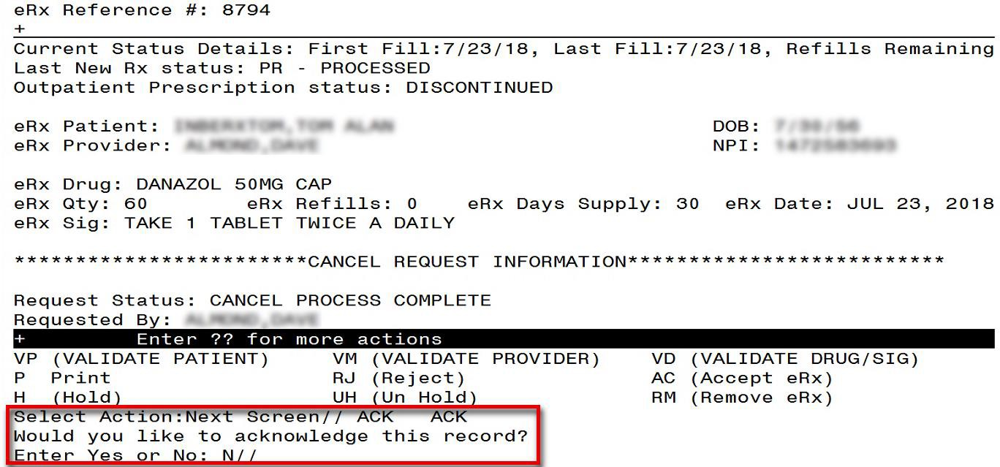 eRx Reference #: 8794
+
Current Status Details: First Fill:7/23/18, Last Fill:7/23/18, Refills Remaining
Last New Rx status: PR - PROCESSED
Outpatient Prescription status: DISCONTINUED
eRx Patient: DOB:
eRx Provider: NPI:
eRx Drug: DANAZOL 50MG CAP
eRx Qty: 60 eRx Refills: 0 eRx Days Supply: 30 eRx Date: JUL 23, 2018
eRx Sig: TAKE 1 TABLET TWICE A DAILY
************************CANCEL REQUEST INFORMATION**************************
Request Status: CANCEL PROCESS COMPLETE
Requested By:
+ Enter ?? for more actions
VP (VALIDATE PATIENT) VM (VALIDATE PROVIDER) VD (VALIDATE DRUG/SIG)
P Print RJ (Reject) AC (Accept eRx)
H (Hold) UH (Un Hold) RM (Remove eRx)
Select Action:Next Screen// ACK ACK
Would you like to acknowledge this record?
Enter Yes or No: N//